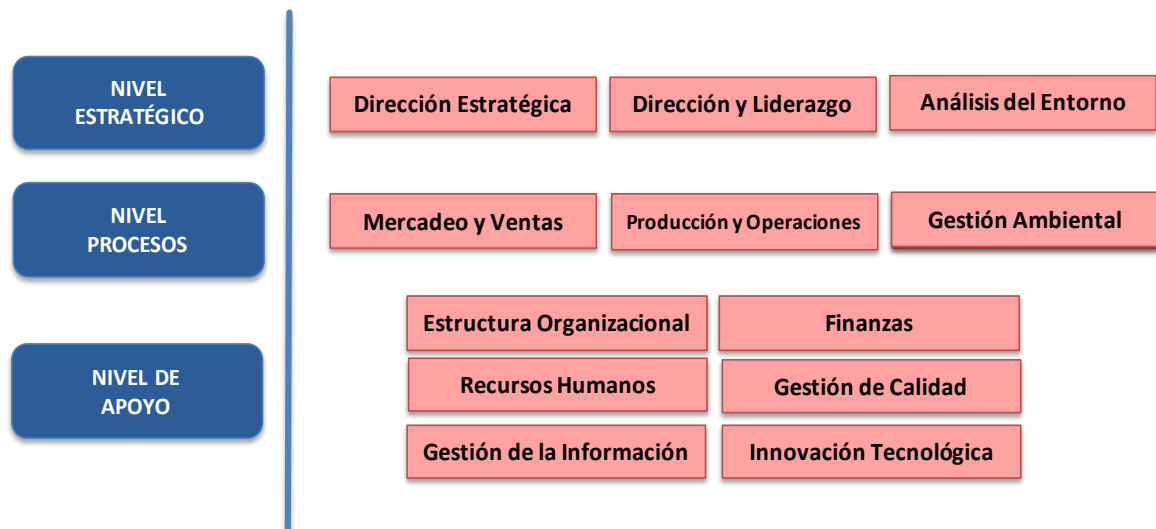 NIVEL
ESTRATÉGICO
Dirección Estratégica
Dirección y Liderazgo
Análisis del Entorno
NIVEL
PROCESOS
Mercadeo y Ventas
Producción y Operaciones
Gestión Ambiental
NIVEL DE
APOYO
Estructura Organizacional
Finanzas
Recursos Humanos
Gestión de Calidad
Gestión de la Información
Innovación Tecnológica